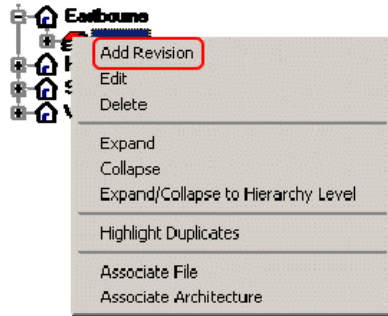 Eastbourne
Add Revision
H
Edit
S
Delete
V
Expand
Collapse
Expand/Collapse to Hierarchy Level
Highlight Duplicates
Associate File
Associate Architecture